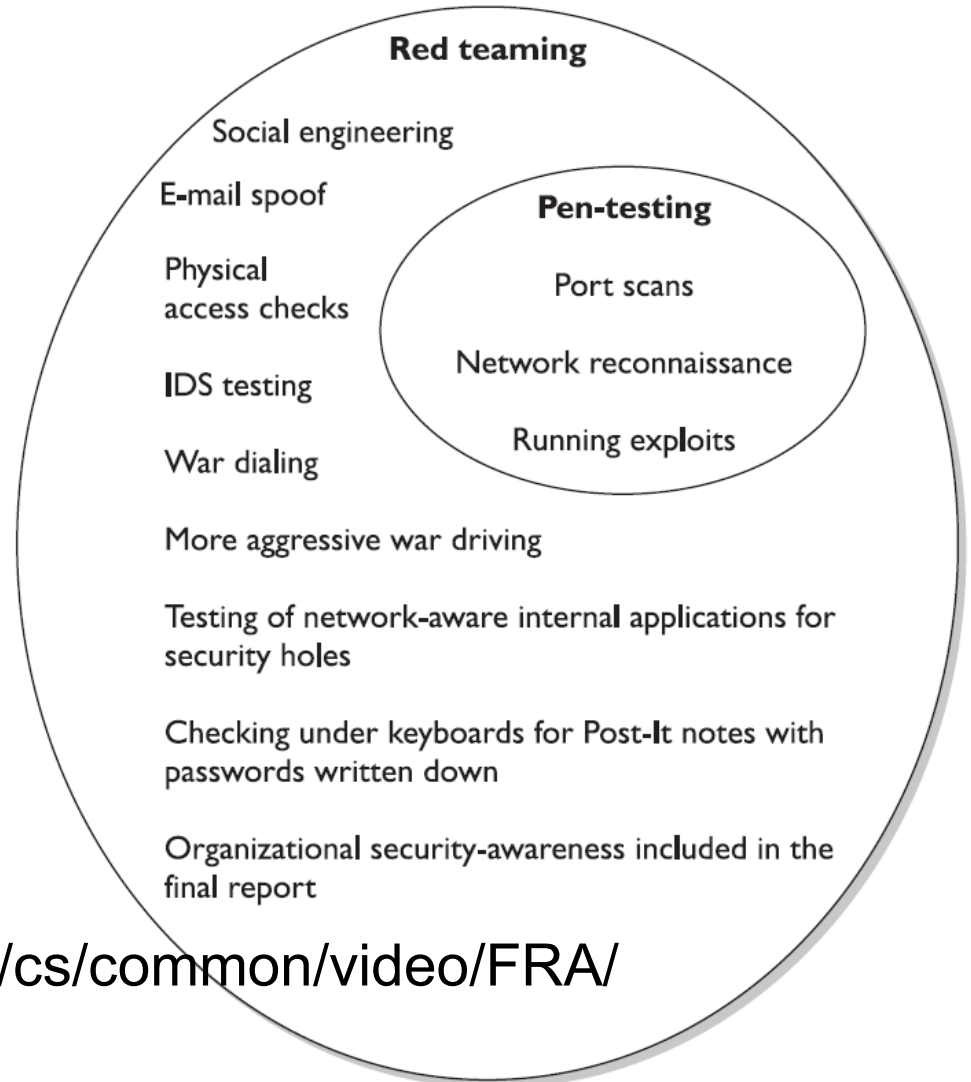 Red teaming
Social engineering
E-mail spoof
Pen-testing
Physical
access checks
Port scans
Network reconnaissance
IDS testing
Running exploits
War dialing
More aggressive war driving
Testing of network-aware internal applications for
security holes
Checking under keyboards for Post-It notes with
passwords written down
Organizational security-awareness included in the
final report
/cs/common/video/FRA/